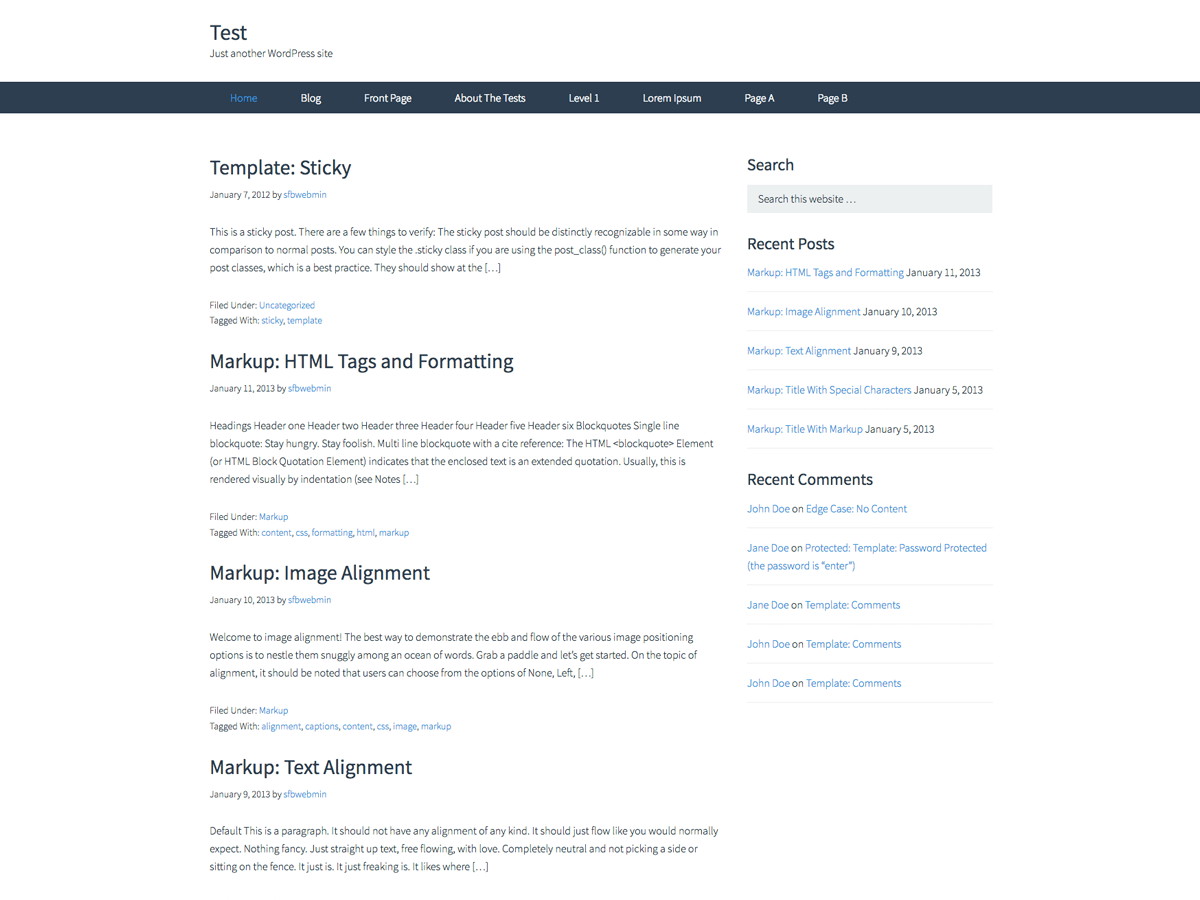 Test
Just another WordPress site
Home Blog Front Page About The Tests Level 1 Lorem Ipsum Page A Page B
Template: Sticky
January 7, 2012 by sfbwebmin
This is a sticky post. There are a few things to verify: The sticky post should be distinctly recognizable in some way in
comparison to normal posts. You can style the .sticky class if you are using the post_class() function to generate your
post classes, which is a best practice. They should show at the […]
Filed Under: Uncategorized
Tagged With: sticky, template
Markup: HTML Tags and Formatting
January 11, 2013 by sfbwebmin
Headings Header one Header two Header three Header four Header five Header six Blockquotes Single line
blockquote: Stay hungry. Stay foolish. Multi line blockquote with a cite reference: The HTML <blockquote> Element
(or HTML Block Quotation Element) indicates that the enclosed text is an extended quotation. Usually, this is
rendered visually by indentation (see Notes […]
Filed Under: Markup
Tagged With: content, css, formatting, html, markup
Markup: Image Alignment
January 10, 2013 by sfbwebmin
Welcome to image alignment! The best way to demonstrate the ebb and flow of the various image positioning
options is to nestle them snuggly among an ocean of words. Grab a paddle and let’s get started. On the topic of
alignment, it should be noted that users can choose from the options of None, Left, […]
Filed Under: Markup
Tagged With: alignment, captions, content, css, image, markup
Markup: Text Alignment
January 9, 2013 by sfbwebmin
Default This is a paragraph. It should not have any alignment of any kind. It should just flow like you would normally
expect. Nothing fancy. Just straight up text, free flowing, with love. Completely neutral and not picking a side or
sitting on the fence. It just is. It just freaking is. It likes where […]
Search
Search this website …
Recent Posts
Markup: HTML Tags and Formatting January 11, 2013
Markup: Image Alignment January 10, 2013
Markup: Text Alignment January 9, 2013
Markup: Title With Special Characters January 5, 2013
Markup: Title With Markup January 5, 2013
Recent Comments
John Doe on Edge Case: No Content
Jane Doe on Protected: Template: Password Protected
(the password is “enter”)
Jane Doe on Template: Comments
John Doe on Template: Comments
John Doe on Template: Comments